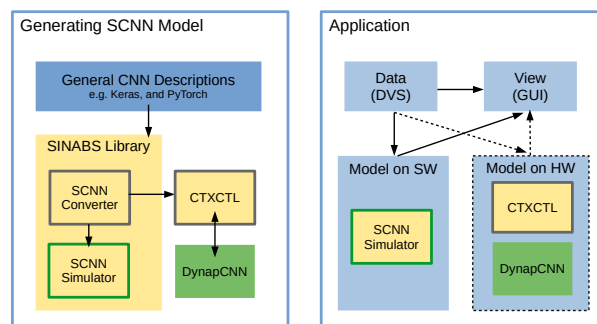 Generating SCNN Model
General CNN Descriptions
e.g. Keras, and PyTorch
SINABS Library
SCNN
Converter
CTXCTL
SCNN
Simulator
DynapCNN
Application
Data
(DVS)
View
(GUI)
Model on SW
Model on HW
SCNN
Simulator
CTXCTL
DynapCNN